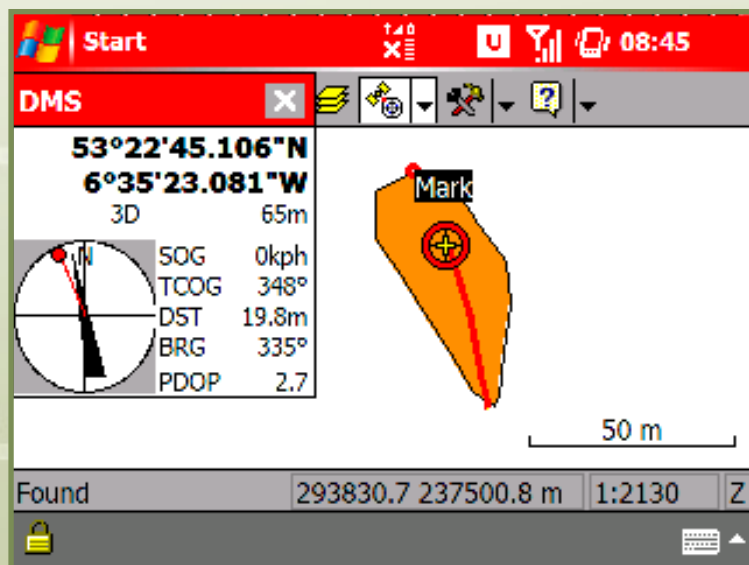 Start
U
08:45
DMS
53°22'45.106"N
6°35'23.081"W
3D 65m
N
SOG 0kph
TCOG 348°
DST 19.8m
BRG 335°
PDOP 2.7
Mark
50 m
Found 293830.7 237500.8 m 1:2130 Z